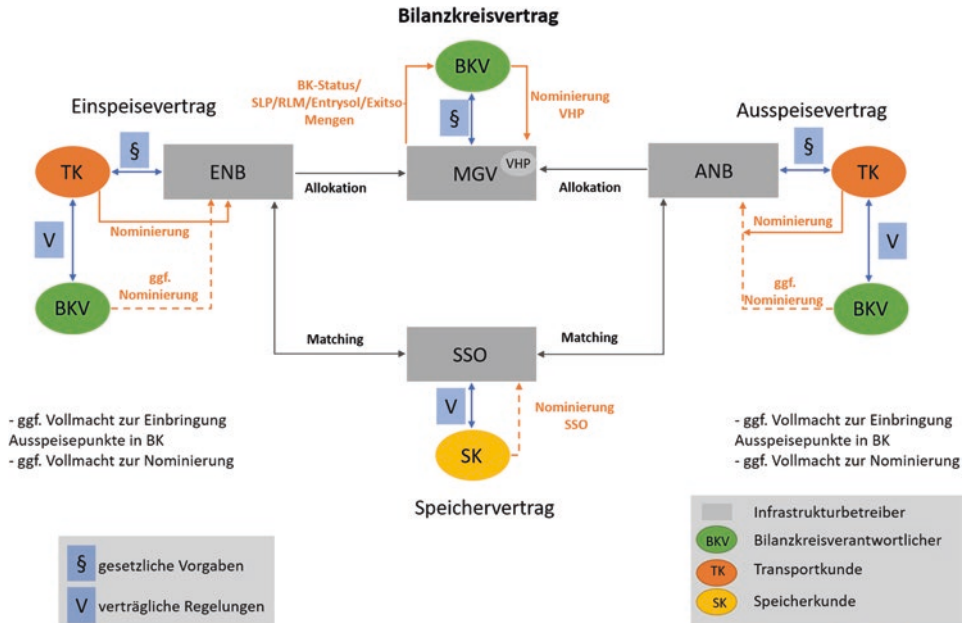 Bilanzkreisvertrag
BKV
BK-Status/
SLP/RLM/Entrysol/Exitso-
Mengen
Nominierung
VHP
§
Einspeisevertrag
Ausspeisevertrag
§
TK
ENB
Allokation
MGV
VHP
Allokation
ANB
§
TK
Nominierung
Nominierung
V
V
ggf.
Nominierung
ggf.
Nominierung
BKV
BKV
Matching
SSO
Matching
V
Nominierung
SSO
SK
Speichervertrag
- ggf. Vollmacht zur Einbringung
Ausspeisepunkte in BK
- ggf. Vollmacht zur Nominierung
- ggf. Vollmacht zur Einbringung
Ausspeisepunkte in BK
- ggf. Vollmacht zur Nominierung
§ gesetzliche Vorgaben
V verträgliche Regelungen
Infrastrukturbetreiber
BKV Bilanzkreisverantwortlicher
TK Transportkunde
SK Speicherkunde